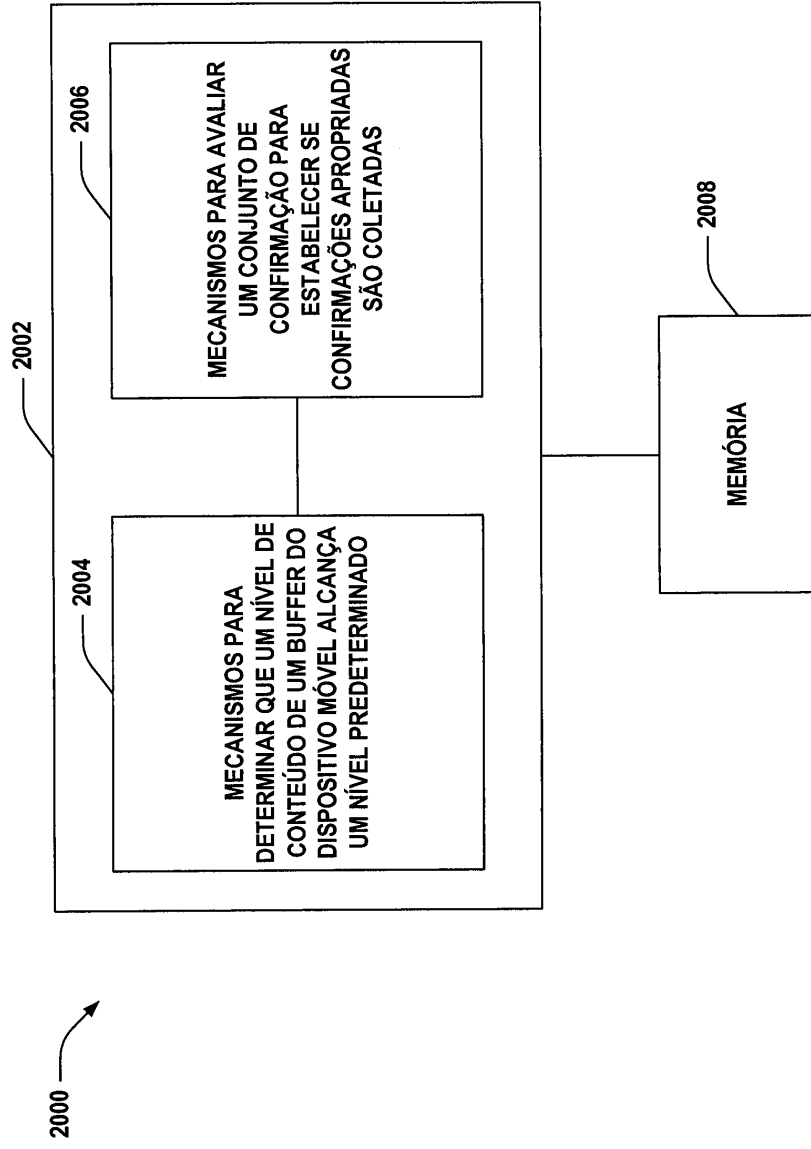 2000
2002
2004
MECANISMOS PARA
DETERMINAR QUE UM NÍVEL DE
CONTEÚDO DE UM BUFFER DO
DISPOSITIVO MÓVEL ALCANÇA
UM NÍVEL PREDETERMINADO
2006
MECANISMOS PARA AVALIAR
UM CONJUNTO DE
CONFIRMAÇÃO PARA
ESTABELECER SE
CONFIRMAÇÕES APROPRIADAS
SÃO COLETADAS
2008
MEMÓRIA